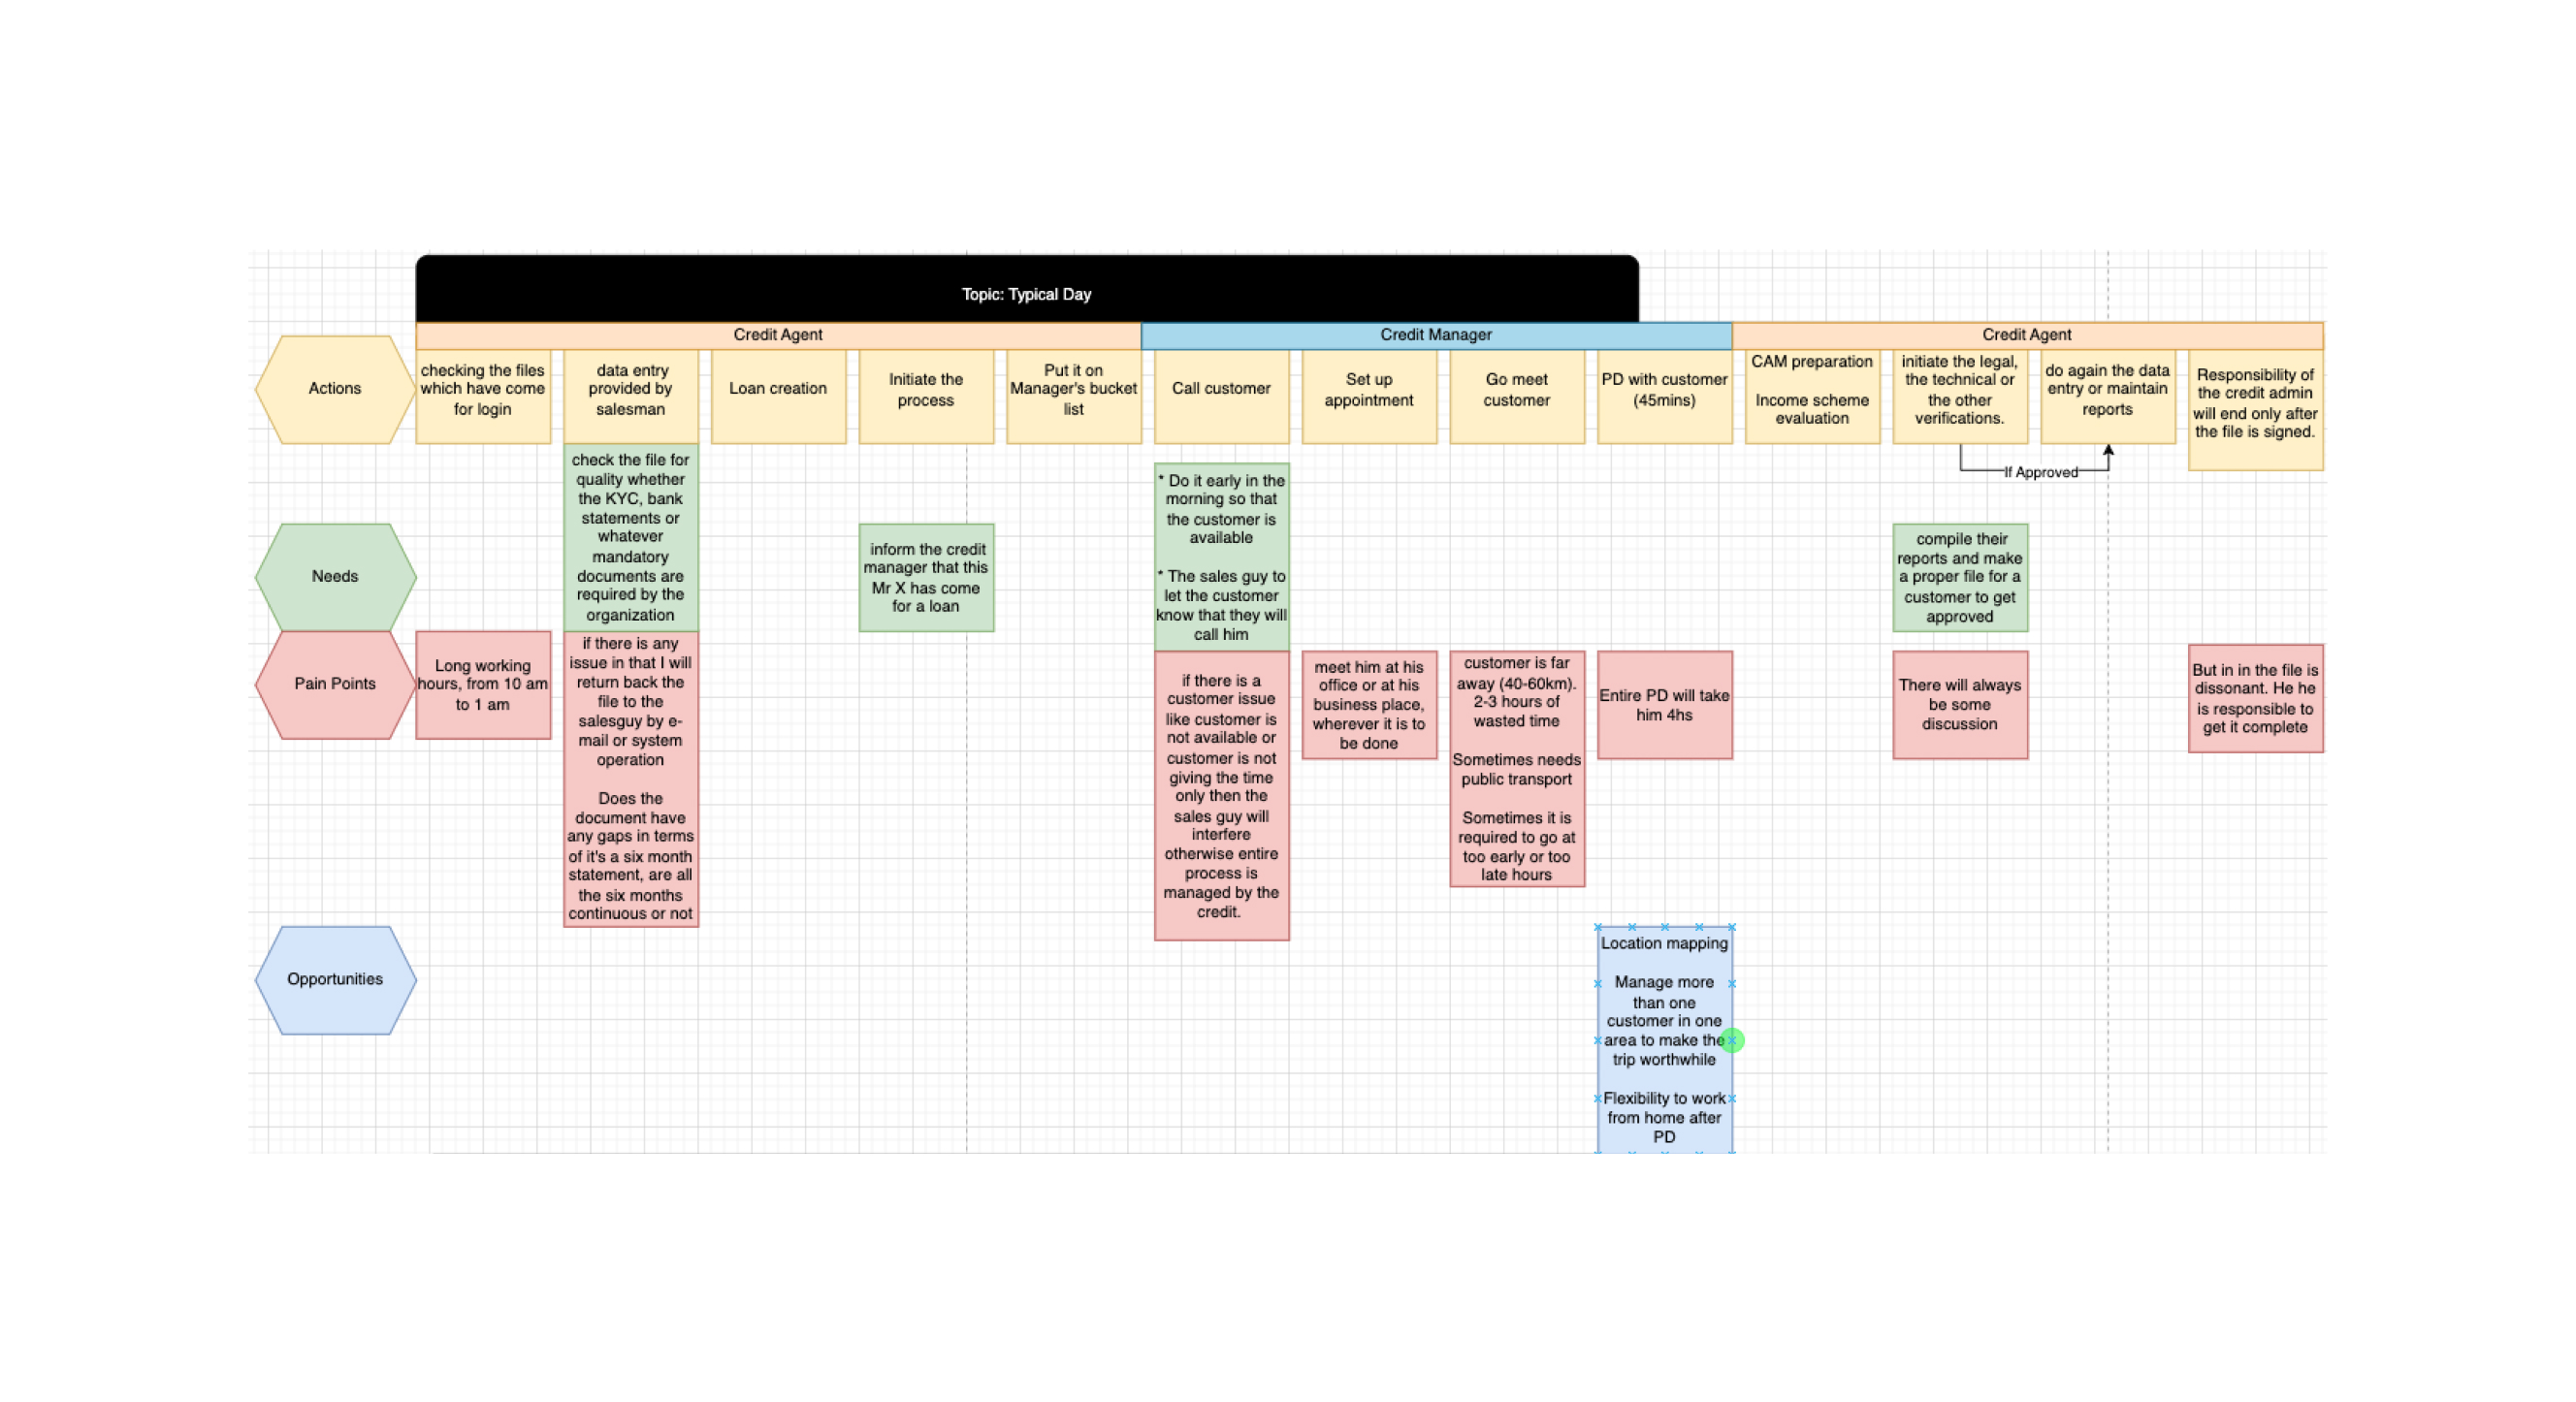 Topic: Typical Day
Credit Agent
Credit Manager
Credit Agent
Actions
checking the files
which have come
for login
data entry
provided by
salesman
Loan creation
Initiate the
process
Put it on
Manager's bucket
list
Call customer
Set up
appointment
Go meet
customer
PD with customer
(45mins)
CAM preparation
Income scheme
evaluation
initiate the legal,
the technical or
the other
verifications.
do again the data
entry or maintain
reports
Responsibility of
the credit admin
will end only after
the file is signed.
If Approved
Needs
check the file for
quality whether
the KYC, bank
statements or
whatever
mandatory
documents are
required by the
organization
inform the credit
manager that this
Mr X has come
for a loan
* Do it early in the
morning so that
the customer is
available
* The sales guy to
let the customer
know that they will
call him
compile their
reports and make
a proper file for a
customer to get
approved
Pain Points
Long working
hours, from 10 am
to 1 am
if there is any
issue in that I will
return back the
file to the
salesguy by e-
mail or system
operation
Does the
document have
any gaps in terms
of it's a six month
statement, are all
the six months
continuous or not
if there is a
customer issue
like customer is
not available or
customer is not
giving the time
only then the
sales guy will
interfere
otherwise entire
process is
managed by the
credit.
meet him at his
office or at his
business place,
wherever it is to
be done
customer is far
away (40-60km).
2-3 hours of
wasted time
Sometimes needs
public transport
Sometimes it is
required to go at
too early or too
late hours
Entire PD will take
him 4hs
There will always
be some
discussion
But in in the file is
dissonant. He he
is responsible to
get it complete
Opportunities
Location mapping
Manage more
than one
customer in one
area to make the
trip worthwhile
Flexibility to work
from home after
PD